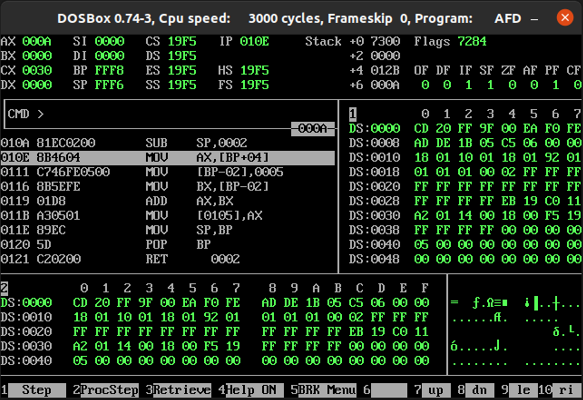 DOSBox 0.74-3, Cpu speed: 3000 cycles, Frameskip 0, Program: AFD
AX 000A SI 0000 CS 19F5 IP 010E Stack +0 7300 Flags 7284
BX 0000 DI 0000 DS 19F5 +2 0000
CX 0030 BP FFF8 ES 19F5 HS 19F5 +4 012B OF DF IF SF ZF AF PF CF
DX 0000 SP FFF6 SS 19F5 FS 19F5 +6 000A 0 0 1 1 0 0 1 0
CMD >
000A
010A 81EC0200 SUB SP,0002
010E 8B4604 MOV AX,[BP+04]
0111 C746FE0500 MOV [BP-02],0005
0116 8B5EFE MOV BX,[BP-02]
0119 01D8 ADD AX,BX
011B A30501 MOV [0105],AX
011E 89EC MOV SP,BP
0120 5D POP BP
0121 C20200 RET 0002
1 0 1 2 3 4 5 6 7
DS:0000 CD 20 FF 9F 00 EA F0 FE
DS:0008 AD DE 1B 05 C5 06 00 00
DS:0010 18 01 10 01 18 01 92 01
DS:0018 01 01 01 00 02 FF FF FF
DS:0020 FF FF FF FF FF FF FF FF
DS:0028 FF FF FF FF EB 19 C0 11
DS:0030 A2 01 14 00 18 00 F5 19
DS:0038 FF FF FF FF 00 00 00 00
DS:0040 05 00 00 00 00 00 00 00
DS:0048 00 00 00 00 00 00 00 00
2 0 1 2 3 4 5 6 7 8 9 A B C D E F
DS:0000 CD 20 FF 9F 00 EA F0 FE AD DE 1B 05 C5 06 00 00
DS:0010 18 01 10 01 18 01 92 01 01 01 01 00 02 FF FF FF
DS:0020 FF FF FF FF FF FF FF FF FF FF FF FF EB 19 C0 11
DS:0030 A2 01 14 00 18 00 F5 19 FF FF FF FF 00 00 00 00
DS:0040 05 00 00 00 00 00 00 00 00 00 00 00 00 00 00 00
1 Step 2 ProcStep 3 Retrieve 4 Help ON 5 BRK Menu 6 7 up 8 dn 9 le 10 ri